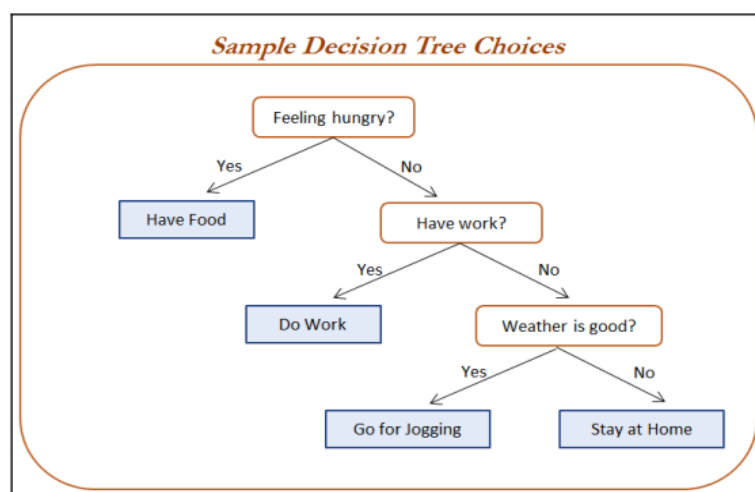 Sample Decision Tree Choices
Feeling hungry?
Yes
No
Have Food
Have work?
Yes
No
Do Work
Weather is good?
Yes
No
Go for Jogging
Stay at Home